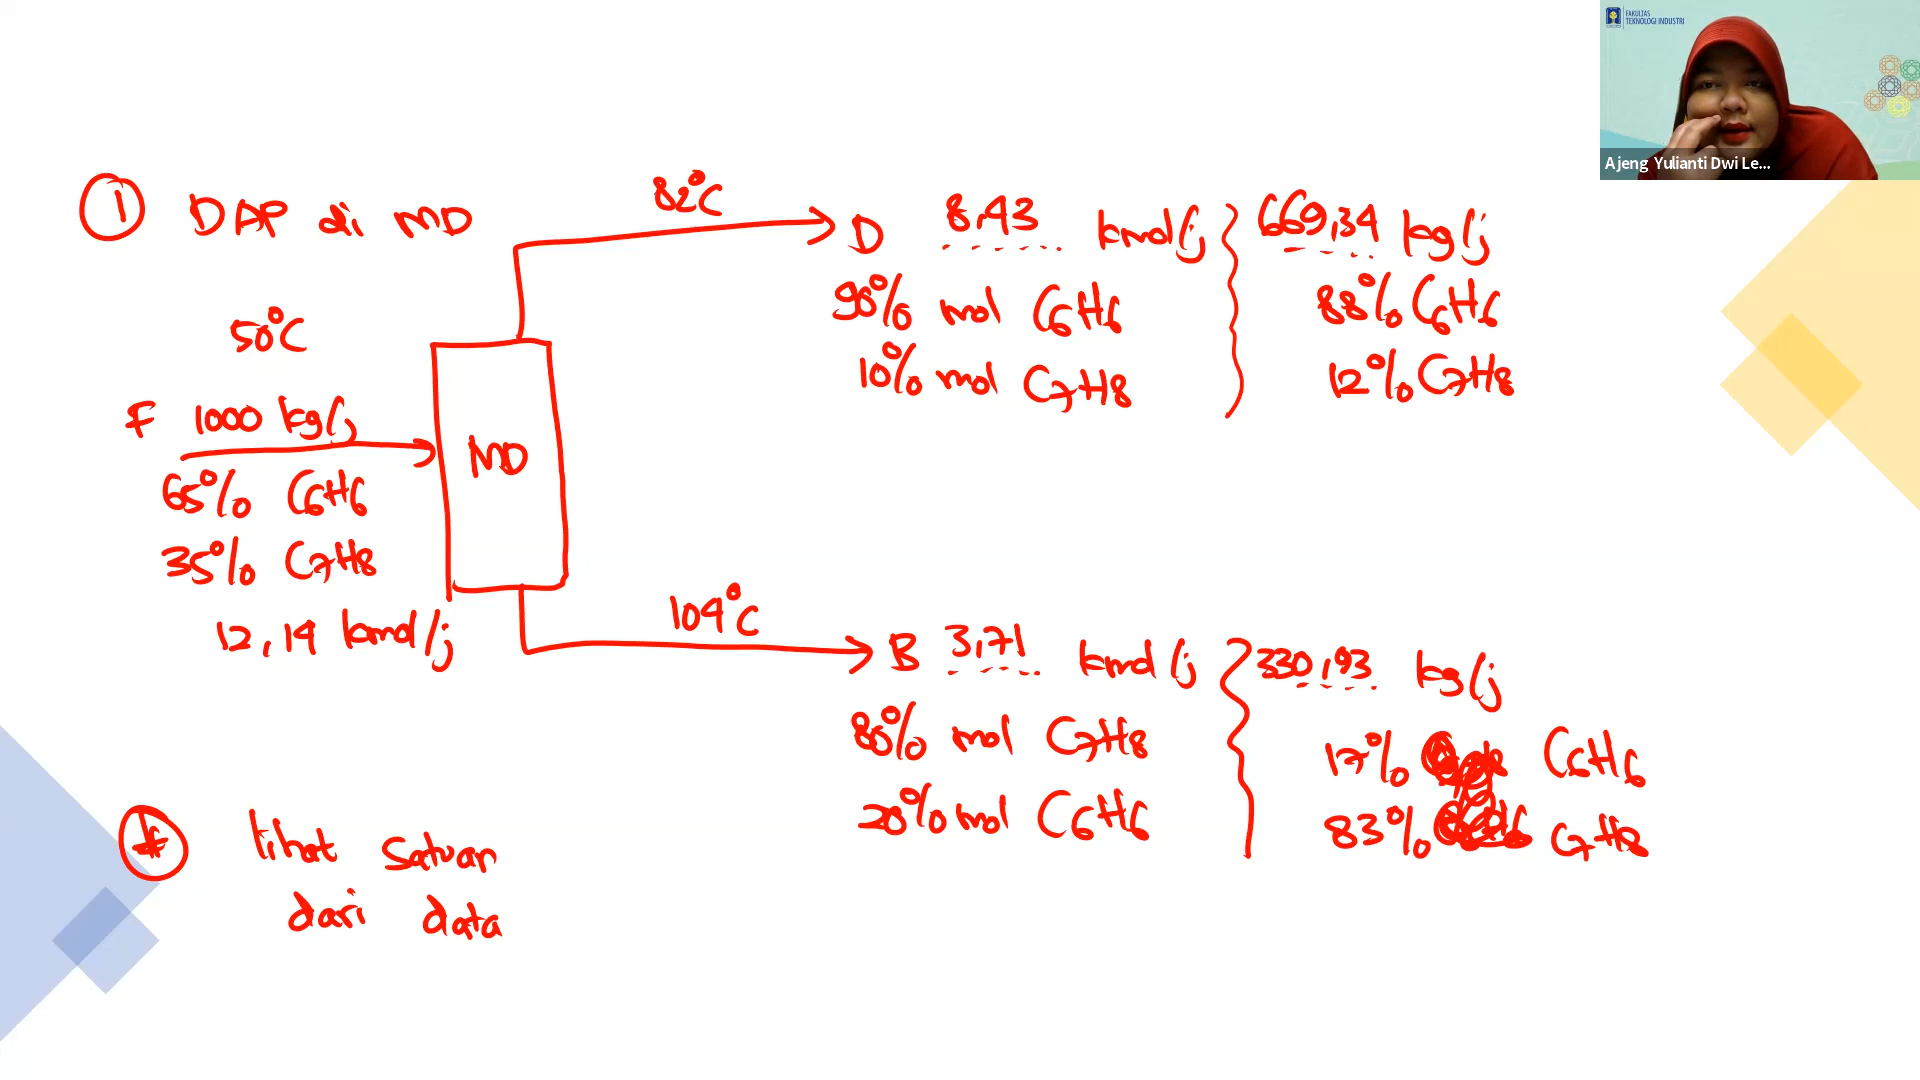 FAKULTAS
TEKNOLOGI INDUSTRI
Ajeng Yulianti Dwi Le...
1 DAP di MD
82°C
D 8,43 kmol/j 669,34 kg/j
90% mol C6H6 88% C6H6
10% mol C7H8 12% C7H8
50°C
F 1000 kg/j
MD
65% C6H6
35% C7H8
12,14 kmol/j
104°C
B 3,71 kmol/j 330,93 kg/j
80% mol C7H8 17% C6H6
20% mol C6H6 83% C7H8
* lihat satuan
dari data